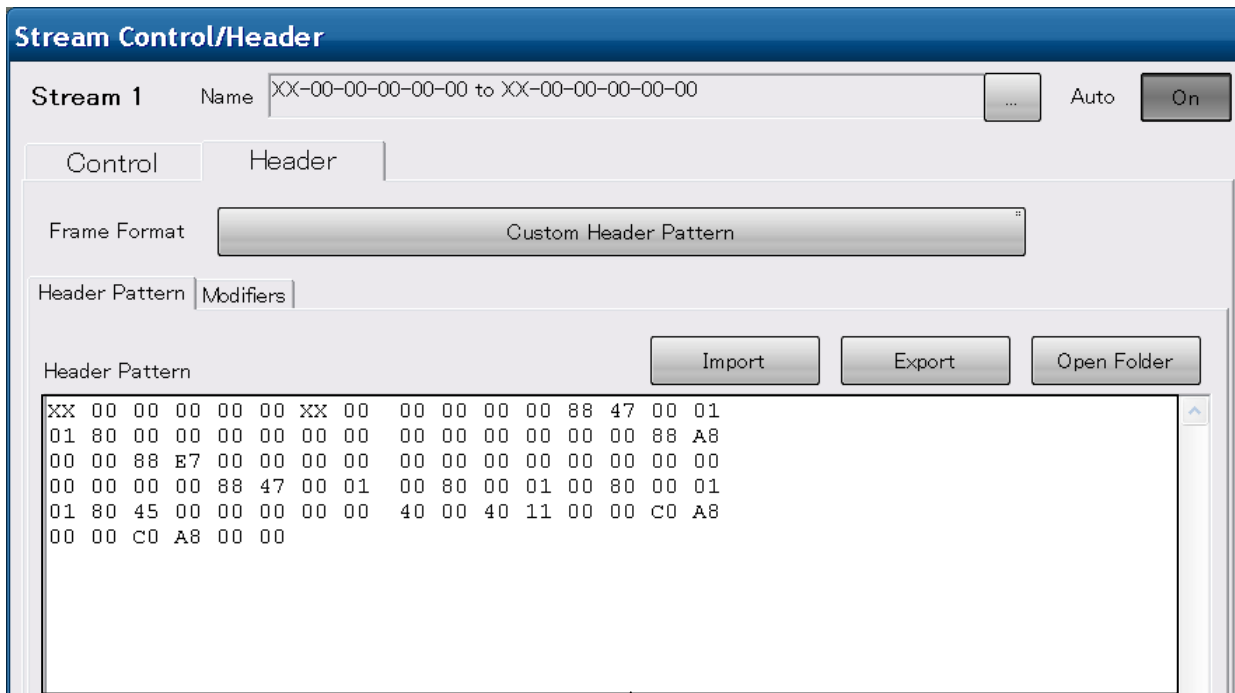 Stream Control/Header
Stream 1 Name XX-00-00-00-00-00 to XX-00-00-00-00-00 ... Auto On
Control Header
Frame Format Custom Header Pattern
Header Pattern Modifiers
Header Pattern Import Export Open Folder
XX 00 00 00 00 00 XX 00 00 00 00 00 88 47 00 01
01 80 00 00 00 00 00 00 00 00 00 00 00 00 88 A8
00 00 88 E7 00 00 00 00 00 00 00 00 00 00 00 00
00 00 00 00 88 47 00 01 00 80 00 01 00 80 00 01
01 80 45 00 00 00 00 00 40 00 40 11 00 00 C0 A8
00 00 C0 A8 00 00